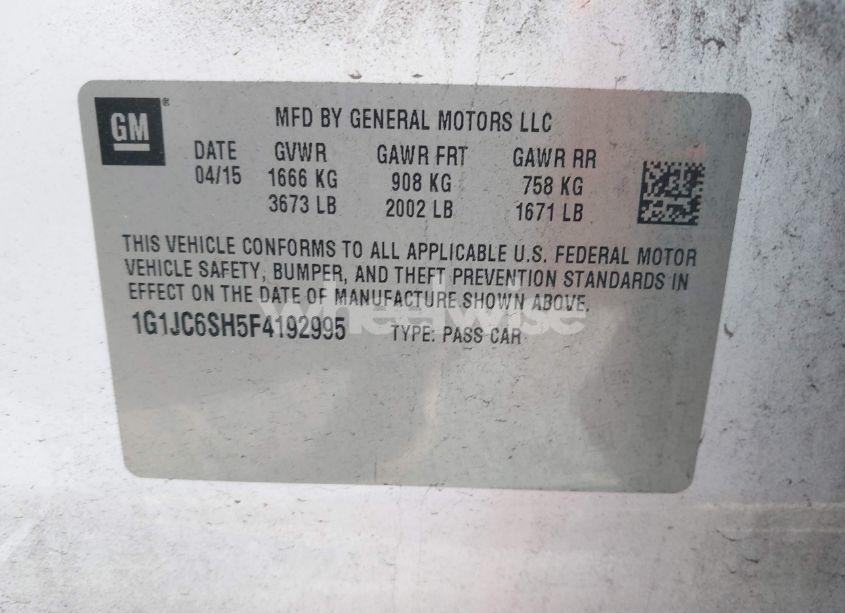 GM ®
MFD BY GENERAL MOTORS LLC
DATE GVWR GAWR FRT GAWR RR
04/15 1666 KG 908 KG 758 KG
3673 LB 2002 LB 1671 LB
THIS VEHICLE CONFORMS TO ALL APPLICABLE U.S. FEDERAL MOTOR
VEHICLE SAFETY, BUMPER, AND THEFT PREVENTION STANDARDS IN
EFFECT ON THE DATE OF MANUFACTURE SHOWN ABOVE.
wheelwise
1G1JC6SH5F4192995 TYPE: PASS CAR